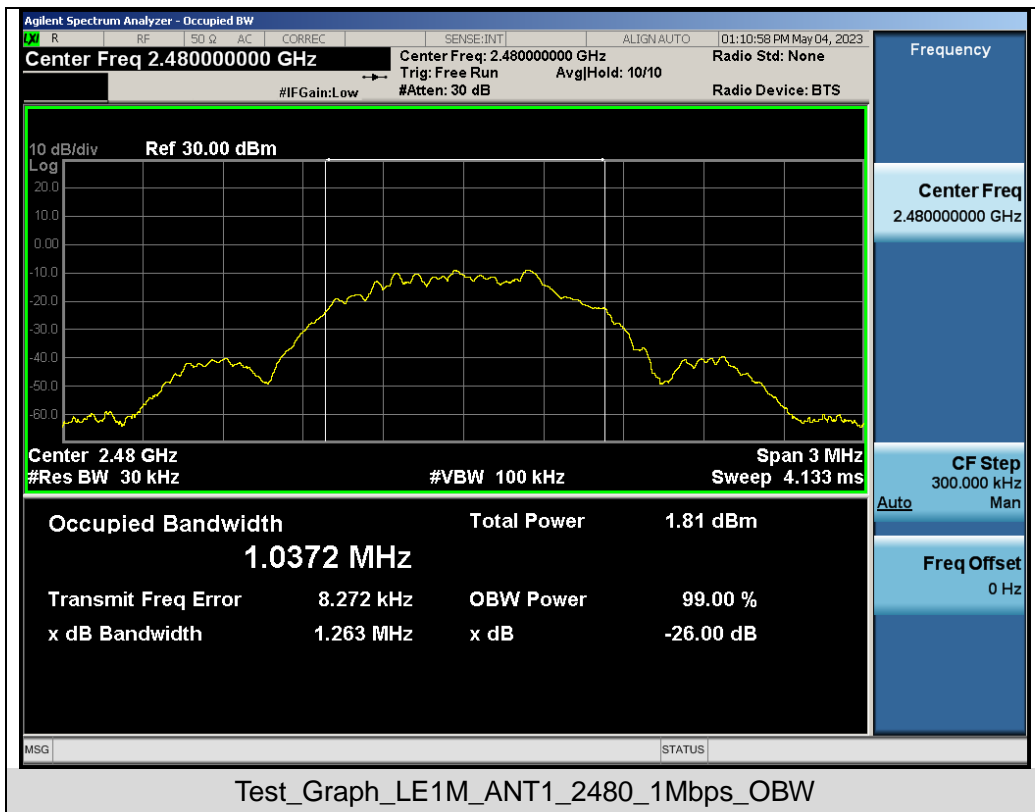 Agilent Spectrum Analyzer - Occupied BW
LXI R RF 50 Ω AC CORREC SENSE:INT ALIGN AUTO 01:10:58 PM May 04, 2023
Center Freq 2.480000000 GHz
Center Freq: 2.480000000 GHz Radio Std: None
Trig: Free Run Avg|Hold: 10/10
#IFGain:Low #Atten: 30 dB Radio Device: BTS
10 dB/div Ref 30.00 dBm
Log
20.0
10.0
0.00
-10.0
-20.0
-30.0
-40.0
-50.0
-60.0
Center 2.48 GHz Span 3 MHz
#Res BW 30 kHz #VBW 100 kHz Sweep 4.133 ms
Occupied Bandwidth Total Power 1.81 dBm
1.0372 MHz
Transmit Freq Error 8.272 kHz OBW Power 99.00 %
x dB Bandwidth 1.263 MHz x dB -26.00 dB
MSG STATUS
Frequency
Center Freq
2.480000000 GHz
CF Step
300.000 kHz
Auto Man
Freq Offset
0 Hz
Test_Graph_LE1M_ANT1_2480_1Mbps_OBW